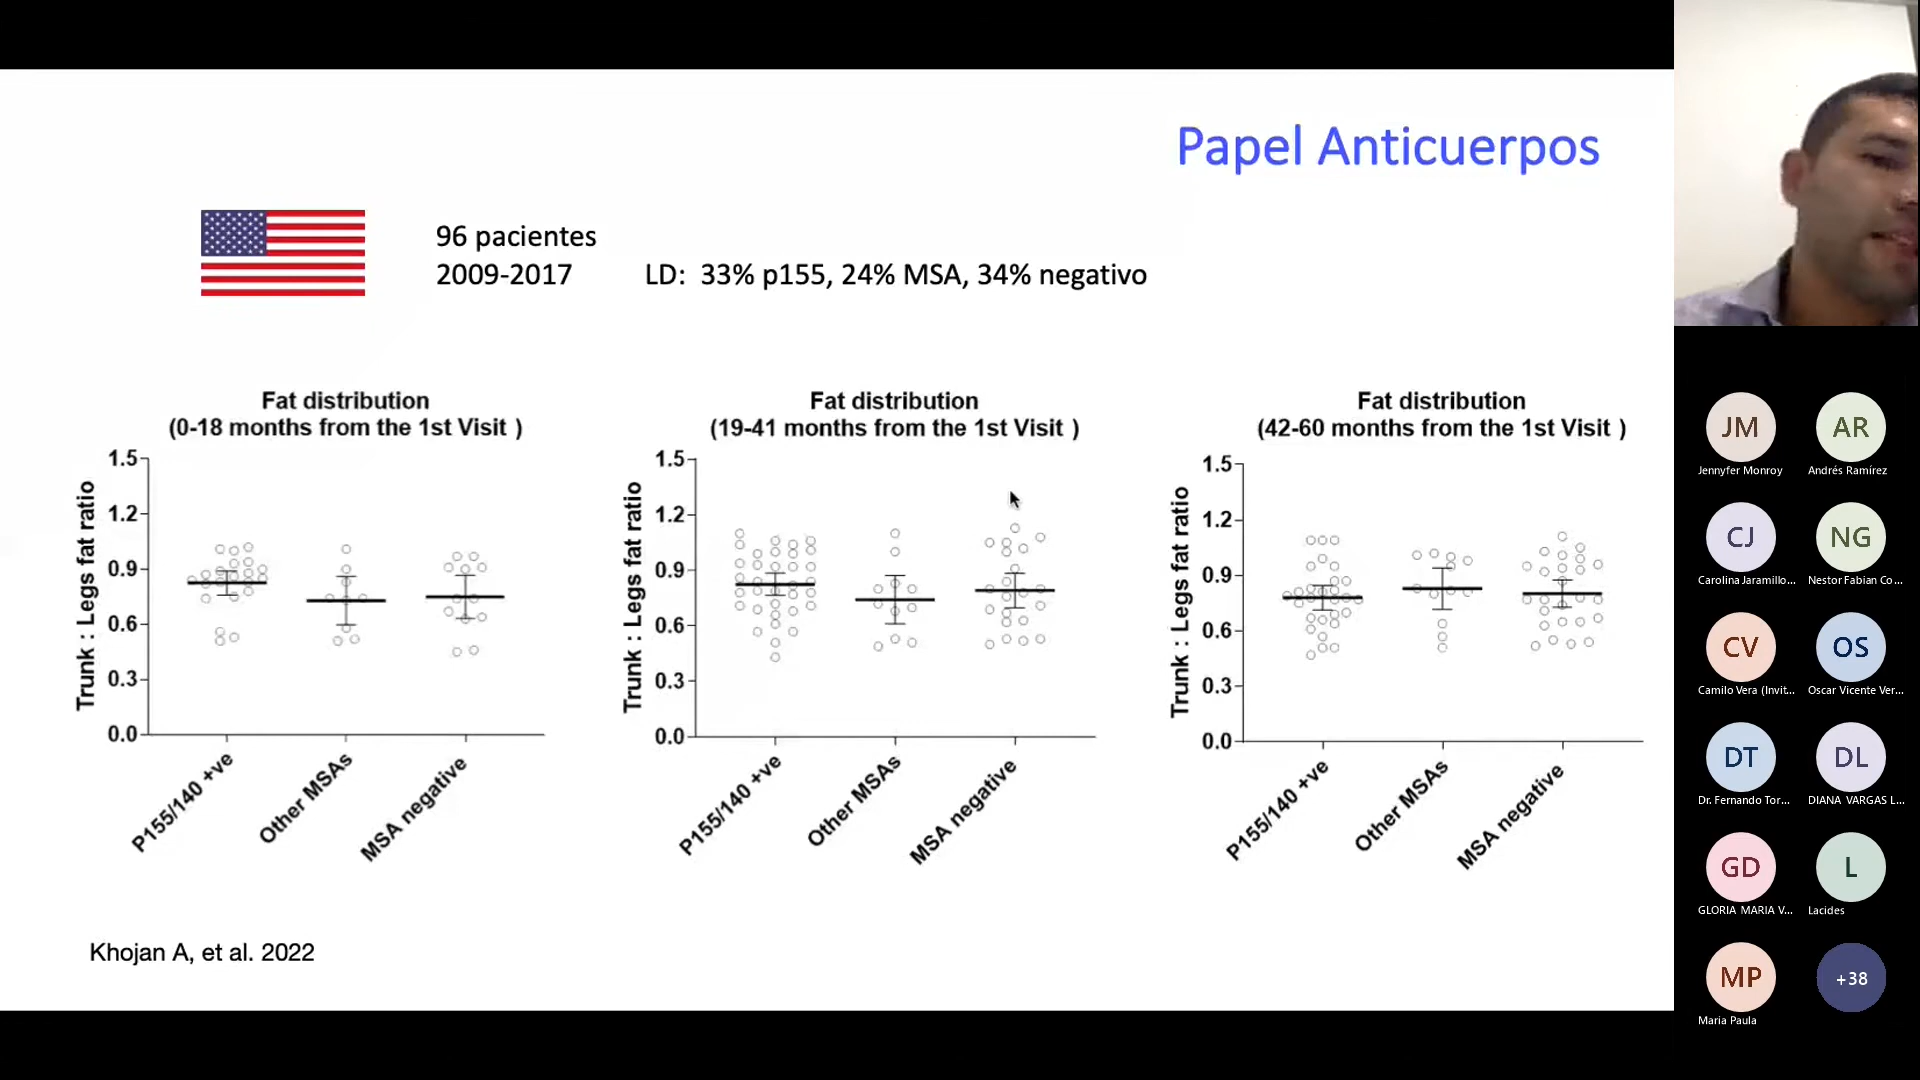 Papel Anticuerpos
96 pacientes
2009-2017
LD: 33% p155, 24% MSA, 34% negativo
Fat distribution
(0-18 months from the 1st Visit )
Trunk : Legs fat ratio
1.5
1.2
0.9
0.6
0.3
0.0
P155/140 +ve
Other MSAs
MSA negative
Fat distribution
(19-41 months from the 1st Visit )
Trunk : Legs fat ratio
1.5
1.2
0.9
0.6
0.3
0.0
P155/140 +ve
Other MSAs
MSA negative
Fat distribution
(42-60 months from the 1st Visit )
Trunk : Legs fat ratio
1.5
1.2
0.9
0.6
0.3
0.0
P155/140 +ve
Other MSAs
MSA negative
Khojan A, et al. 2022
JM
Jennyfer Monroy
AR
Andrés Ramírez
CJ
Carolina Jaramillo...
NG
Nestor Fabian Co...
CV
Camilo Vera (Invit...
OS
Oscar Vicente Ver...
DT
Dr. Fernando Tor...
DL
DIANA VARGAS L...
GD
GLORIA MARIA V...
L
Lacides
MP
Maria Paula
+38